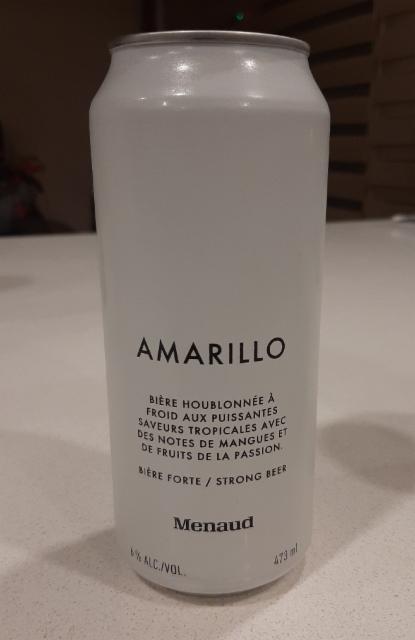 AMARILLO
BIÈRE HOUBLONNÉE À
FROID AUX PUISSANTES
SAVEURS TROPICALES AVEC
DES NOTES DE MANGUES ET
DE FRUITS DE LA PASSION.
BIÈRE FORTE / STRONG BEER
Menaud
6 % ALC./VOL.
473 ml